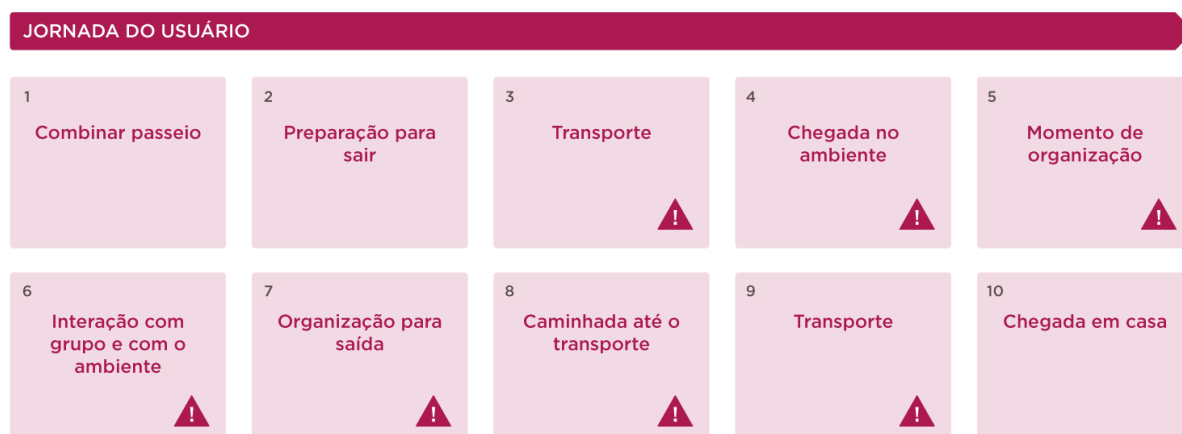 JORNADA DO USUÁRIO
1
Combinar passeio
2
Preparação para
sair
3
Transporte
!
4
Chegada no
ambiente
!
5
Momento de
organização
!
6
Interação com
grupo e com o
ambiente
!
7
Organização para
saída
!
8
Caminhada até o
transporte
!
9
Transporte
!
10
Chegada em casa